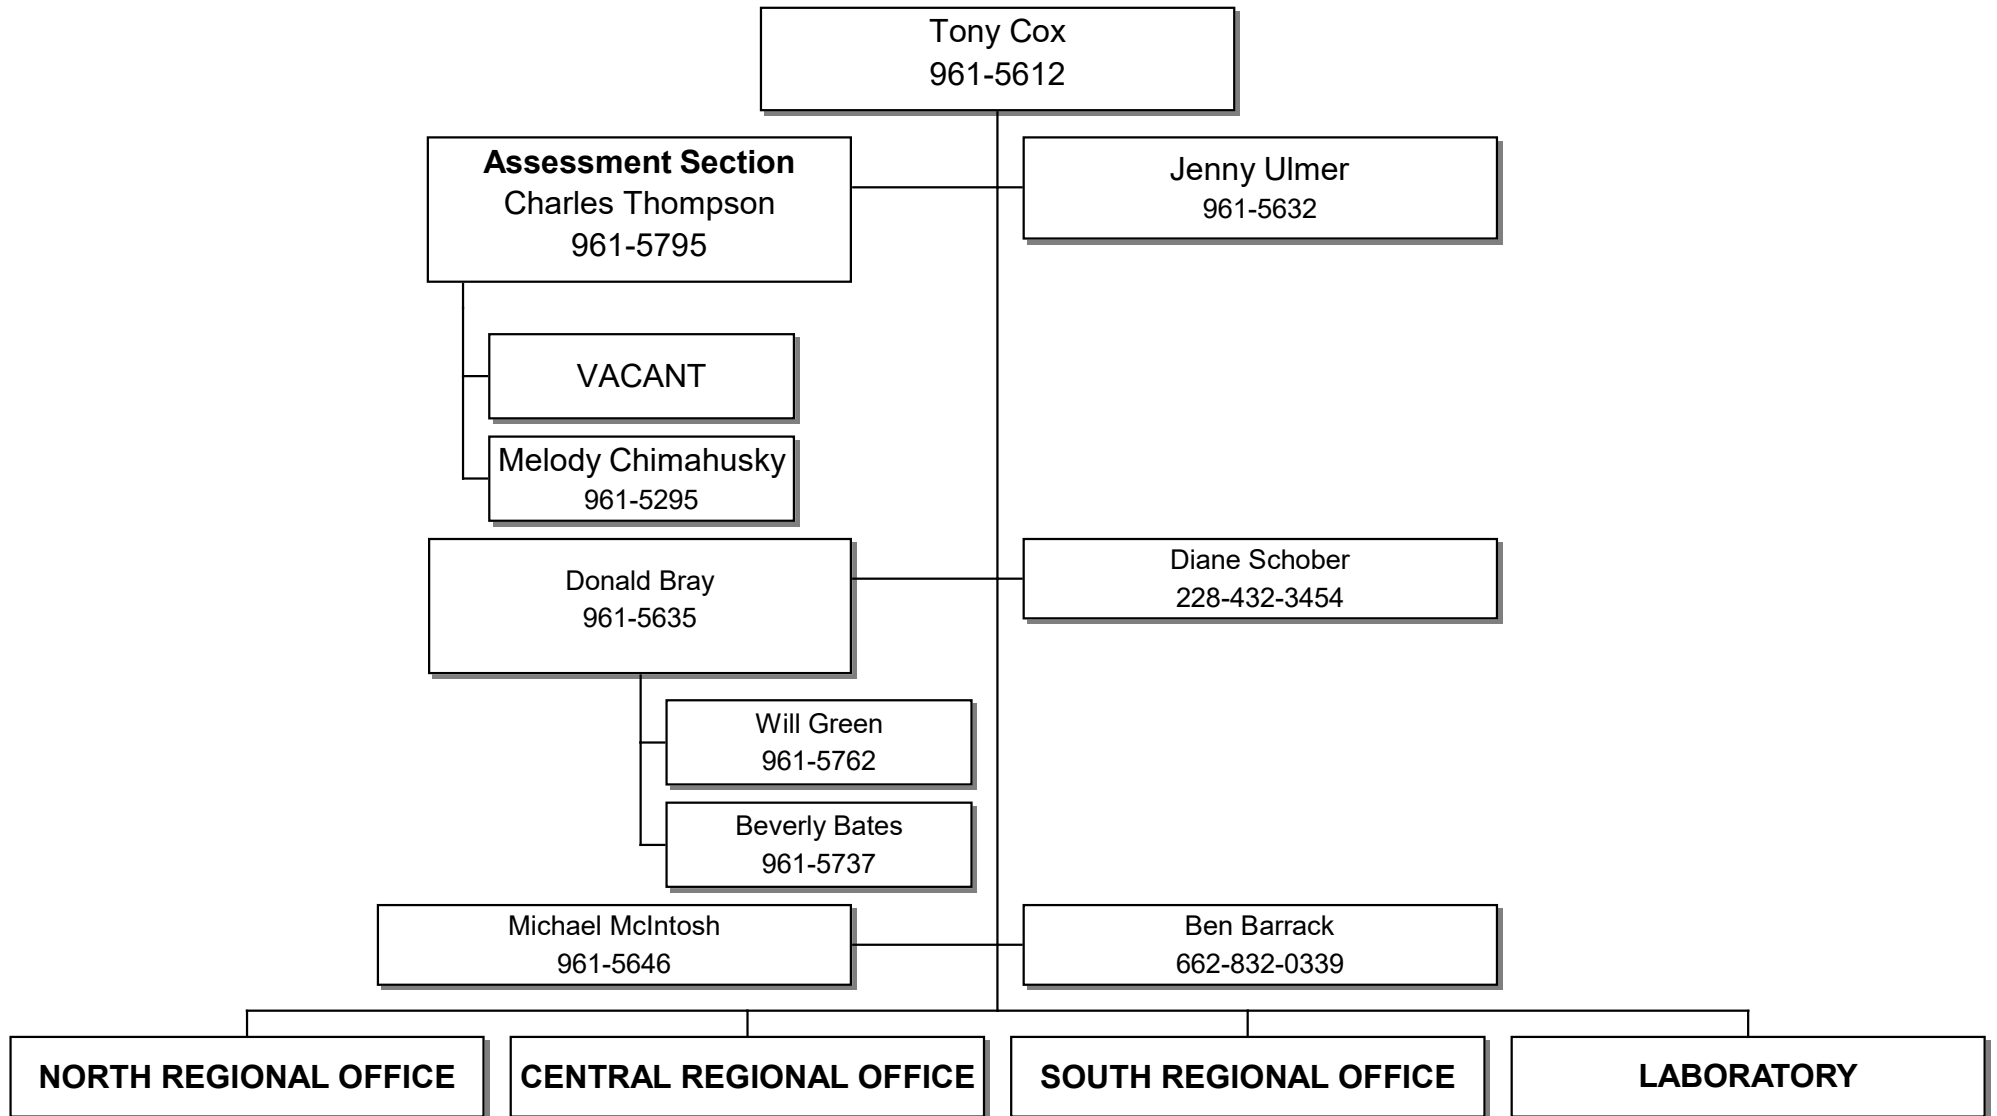 Tony Cox
961-5612
Assessment Section
Charles Thompson
961-5795
Jenny Ulmer
961-5632
VACANT
Melody Chimahusky
961-5295
Donald Bray
961-5635
Diane Schober
228-432-3454
Will Green
961-5762
Beverly Bates
961-5737
Michael McIntosh
961-5646
Ben Barrack
662-832-0339
NORTH REGIONAL OFFICE
CENTRAL REGIONAL OFFICE
SOUTH REGIONAL OFFICE
LABORATORY